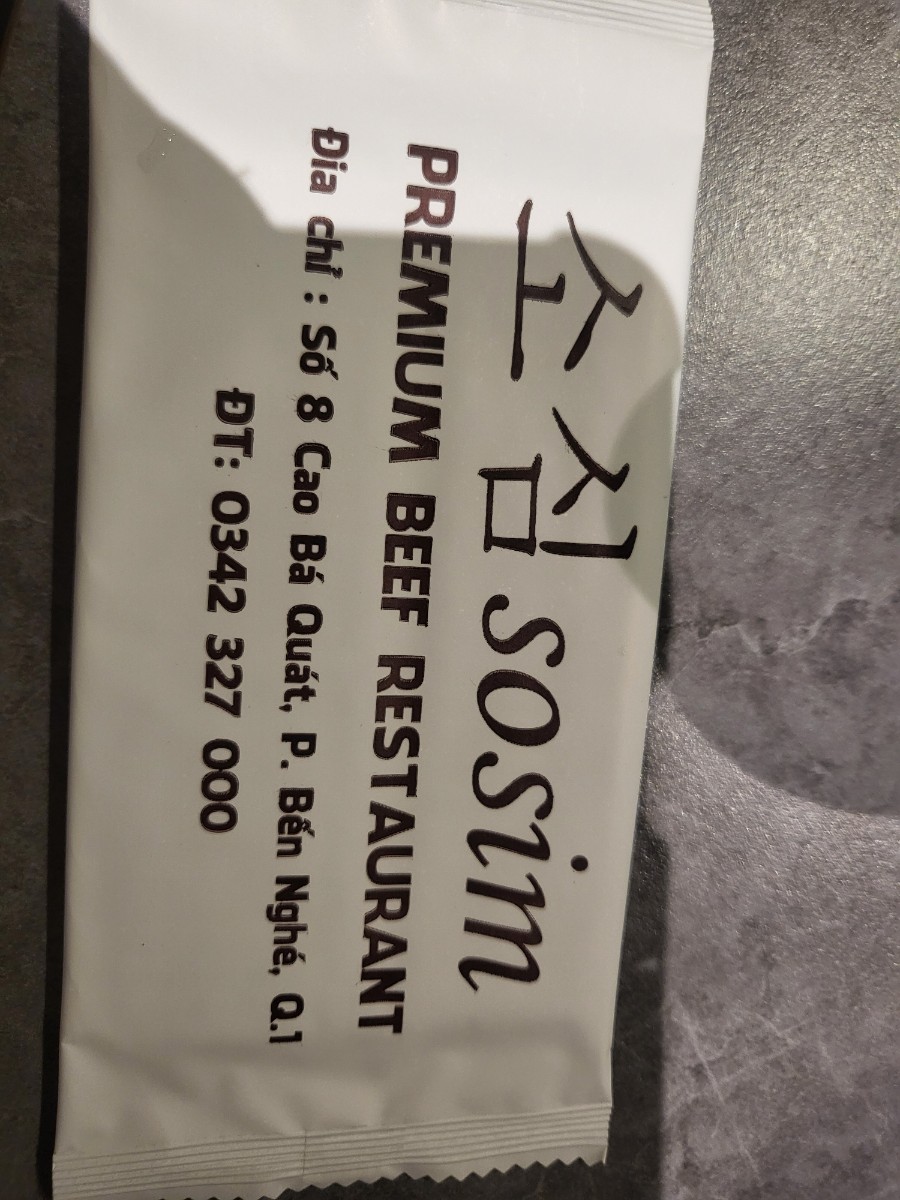 소심 sosim
PREMIUM BEEF RESTAURANT
Địa chỉ : Số 8 Cao Bá Quát, P. Bến Nghé, Q.1
ĐT: 0342 327 000